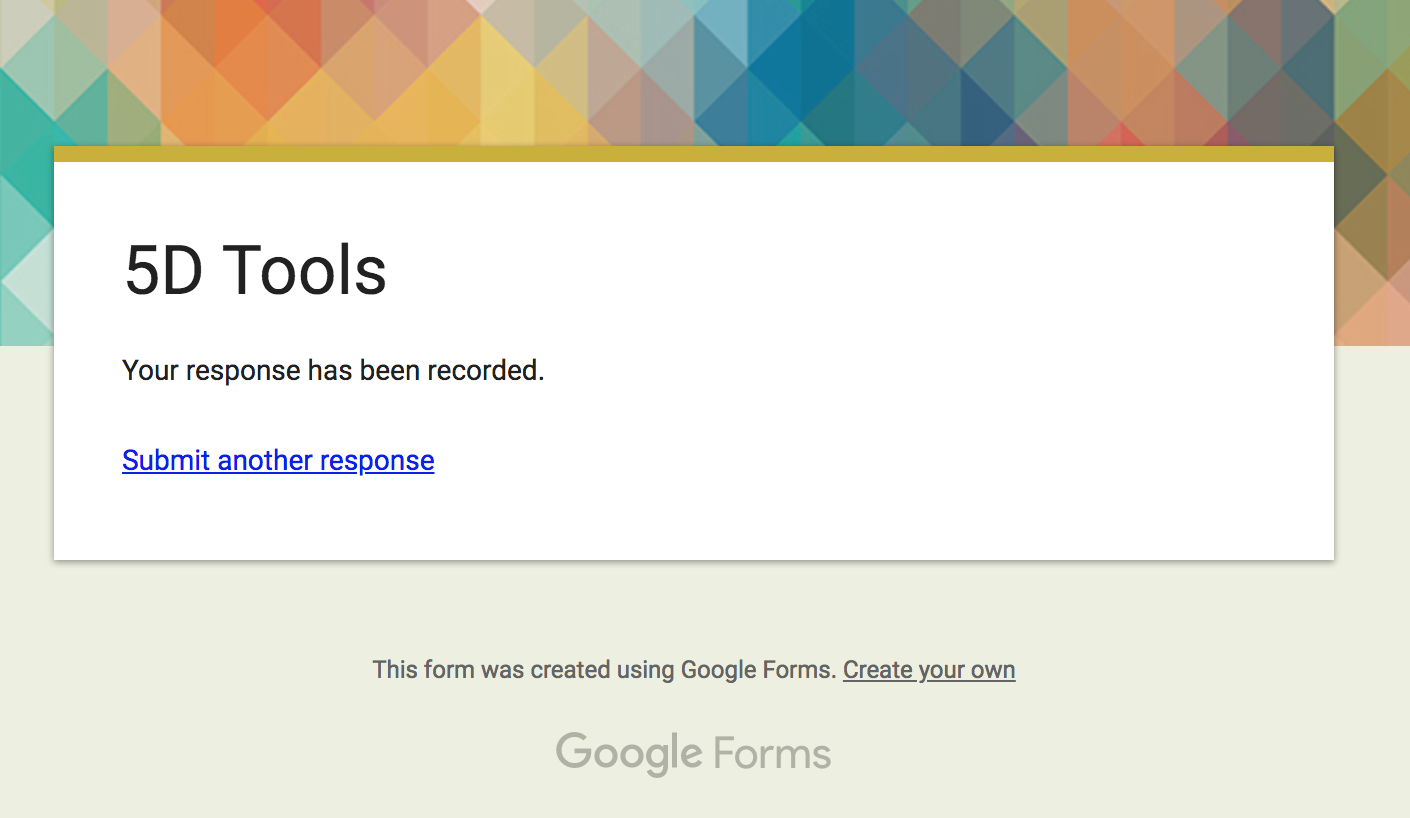 5D Tools
Your response has been recorded.
Submit another response
This form was created using Google Forms. Create your own
Google Forms